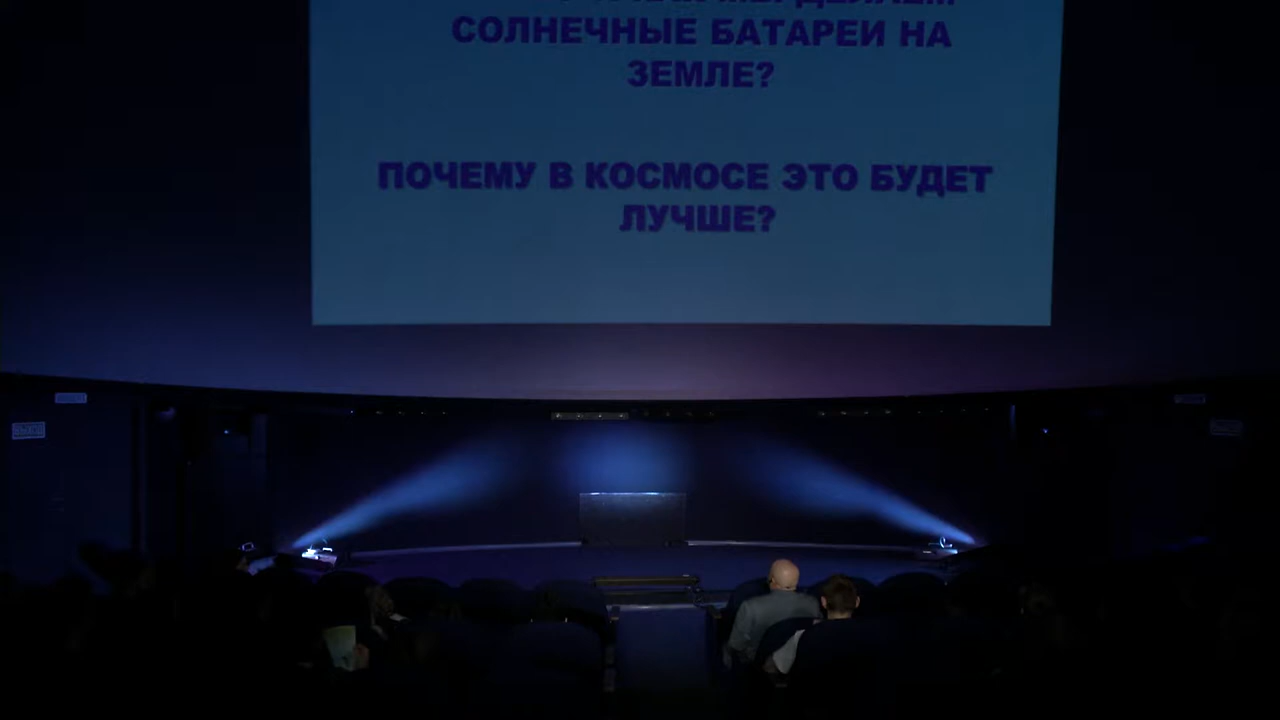 СОЛНЕЧНЫЕ БАТАРЕИ НА
ЗЕМЛЕ?
ПОЧЕМУ В КОСМОСЕ ЭТО БУДЕТ
ЛУЧШЕ?